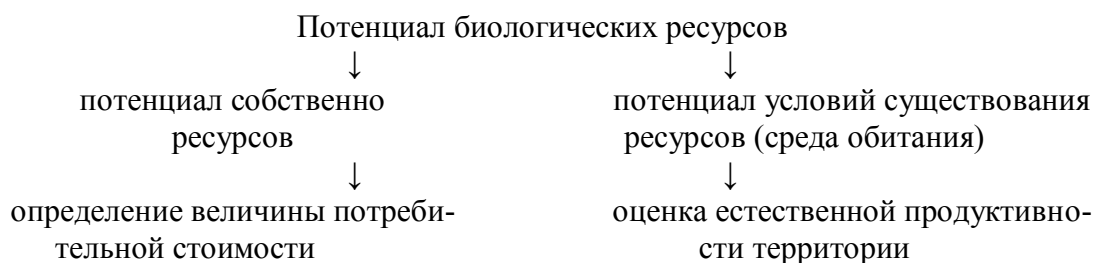 Потенциал биологических ресурсов
↓ ↓
потенциал собственно потенциал условий существования
ресурсов ресурсов (среда обитания)
↓ ↓
определение величины потреби- оценка естественной продуктивно-
тельной стоимости сти территории